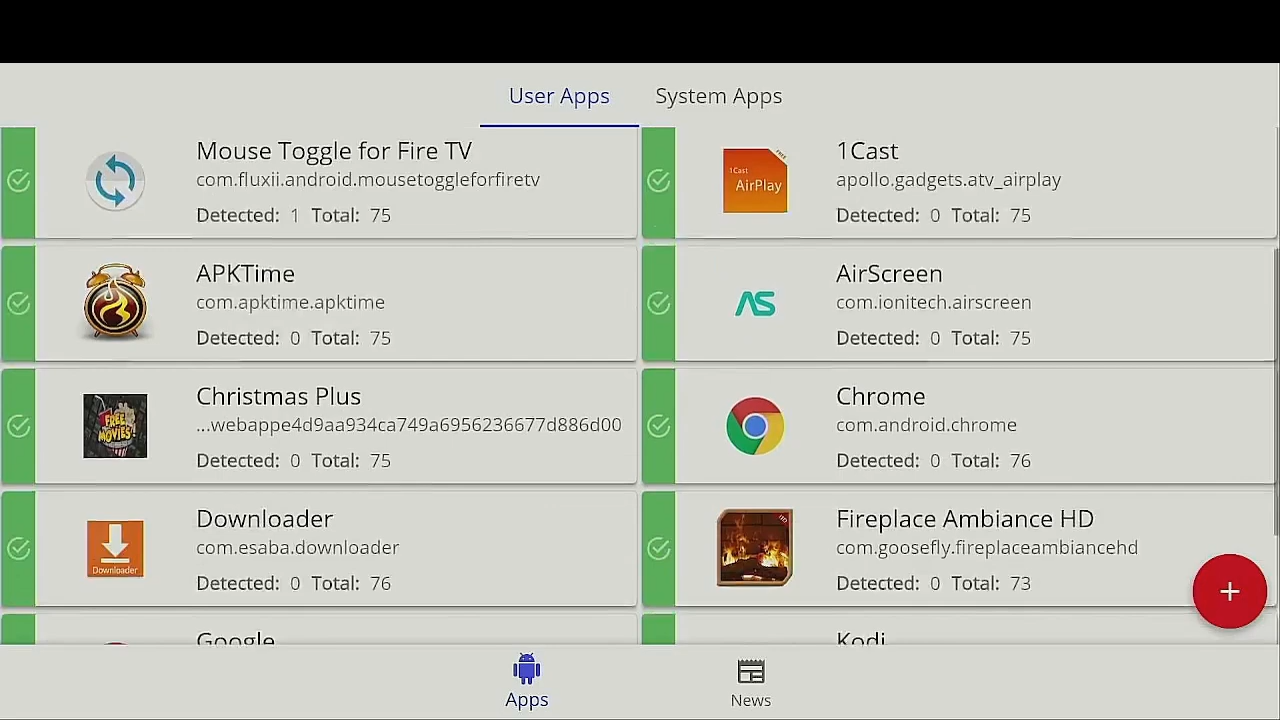 User Apps
System Apps
Mouse Toggle for Fire TV
com.fluxii.android.mousetoggleforfiretv
Detected: 1 Total: 75
FREE
1Cast
AirPlay
1Cast
apollo.gadgets.atv_airplay
Detected: 0 Total: 75
APKTime
com.apktime.apktime
Detected: 0 Total: 75
AS
AirScreen
com.ionitech.airscreen
Detected: 0 Total: 75
FREE
MOVIES
Christmas Plus
...webappe4d9aa934ca749a6956236677d886d00
Detected: 0 Total: 75
Chrome
com.android.chrome
Detected: 0 Total: 76
Downloader
Downloader
com.esaba.downloader
Detected: 0 Total: 76
HD
Fireplace Ambiance HD
com.goosefly.fireplaceambiancehd
Detected: 0 Total: 73
+
Google
Kodi
Apps
News